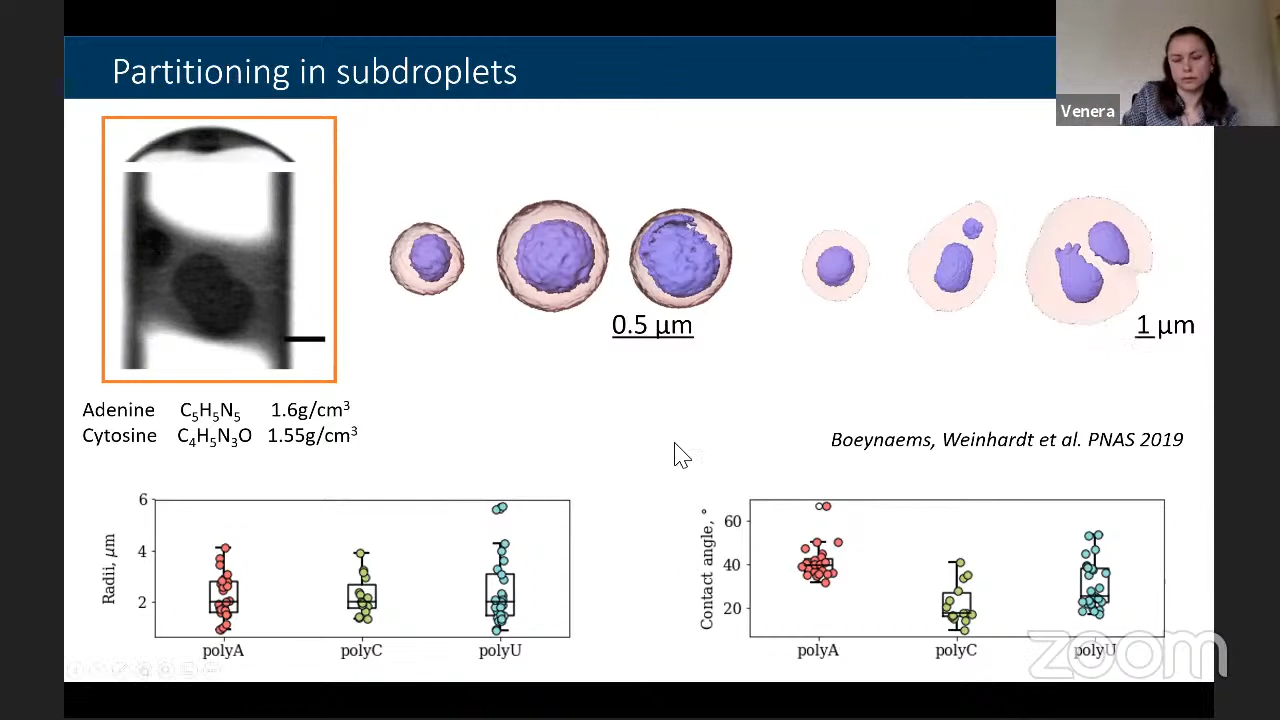 Partitioning in subdroplets
Venera
0.5 μm
1 μm
Adenine C₅H₅N₅ 1.6g/cm³
Cytosine C₄H₅N₃O 1.55g/cm³
Boeynaems, Weinhardt et al. PNAS 2019
Radii, μm
6
4
2
polyA polyC polyU
Contact angle, °
60
40
20
polyA polyC polyU
zoom